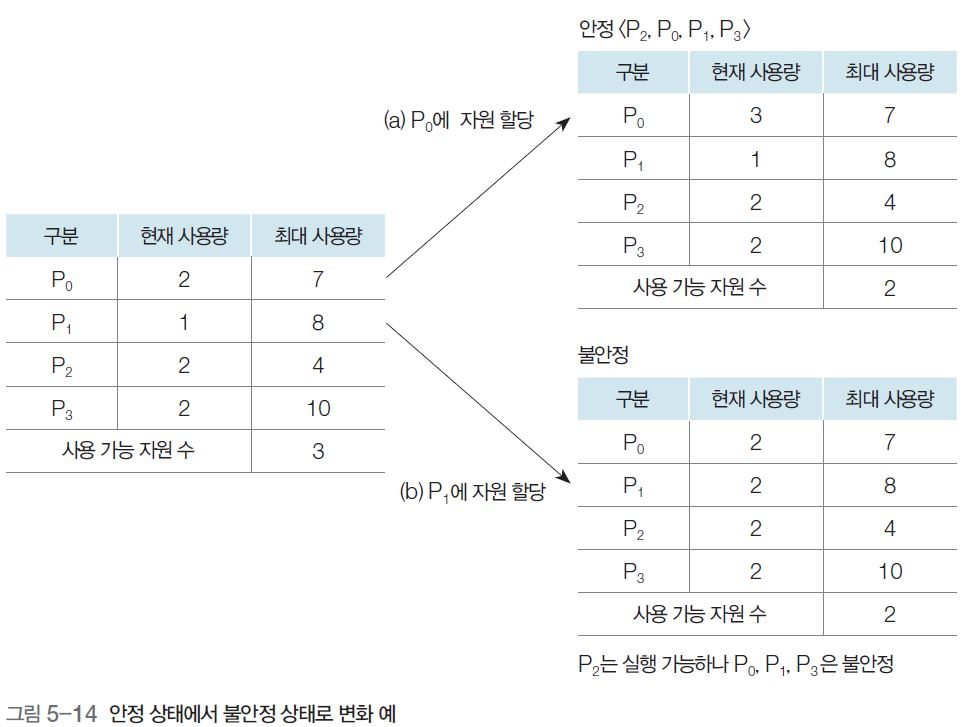 안정 〈P₂, P₀, P₁, P₃〉
구분 현재 사용량 최대 사용량
P₀ 3 7
P₁ 1 8
P₂ 2 4
P₃ 2 10
사용 가능 자원 수 2
(a) P₀에 자원 할당
구분 현재 사용량 최대 사용량
P₀ 2 7
P₁ 1 8
P₂ 2 4
P₃ 2 10
사용 가능 자원 수 3
(b) P₁에 자원 할당
불안정
구분 현재 사용량 최대 사용량
P₀ 2 7
P₁ 2 8
P₂ 2 4
P₃ 2 10
사용 가능 자원 수 2
P₂는 실행 가능하나 P₀, P₁, P₃은 불안정
그림 5-14 안정 상태에서 불안정 상태로 변화 예